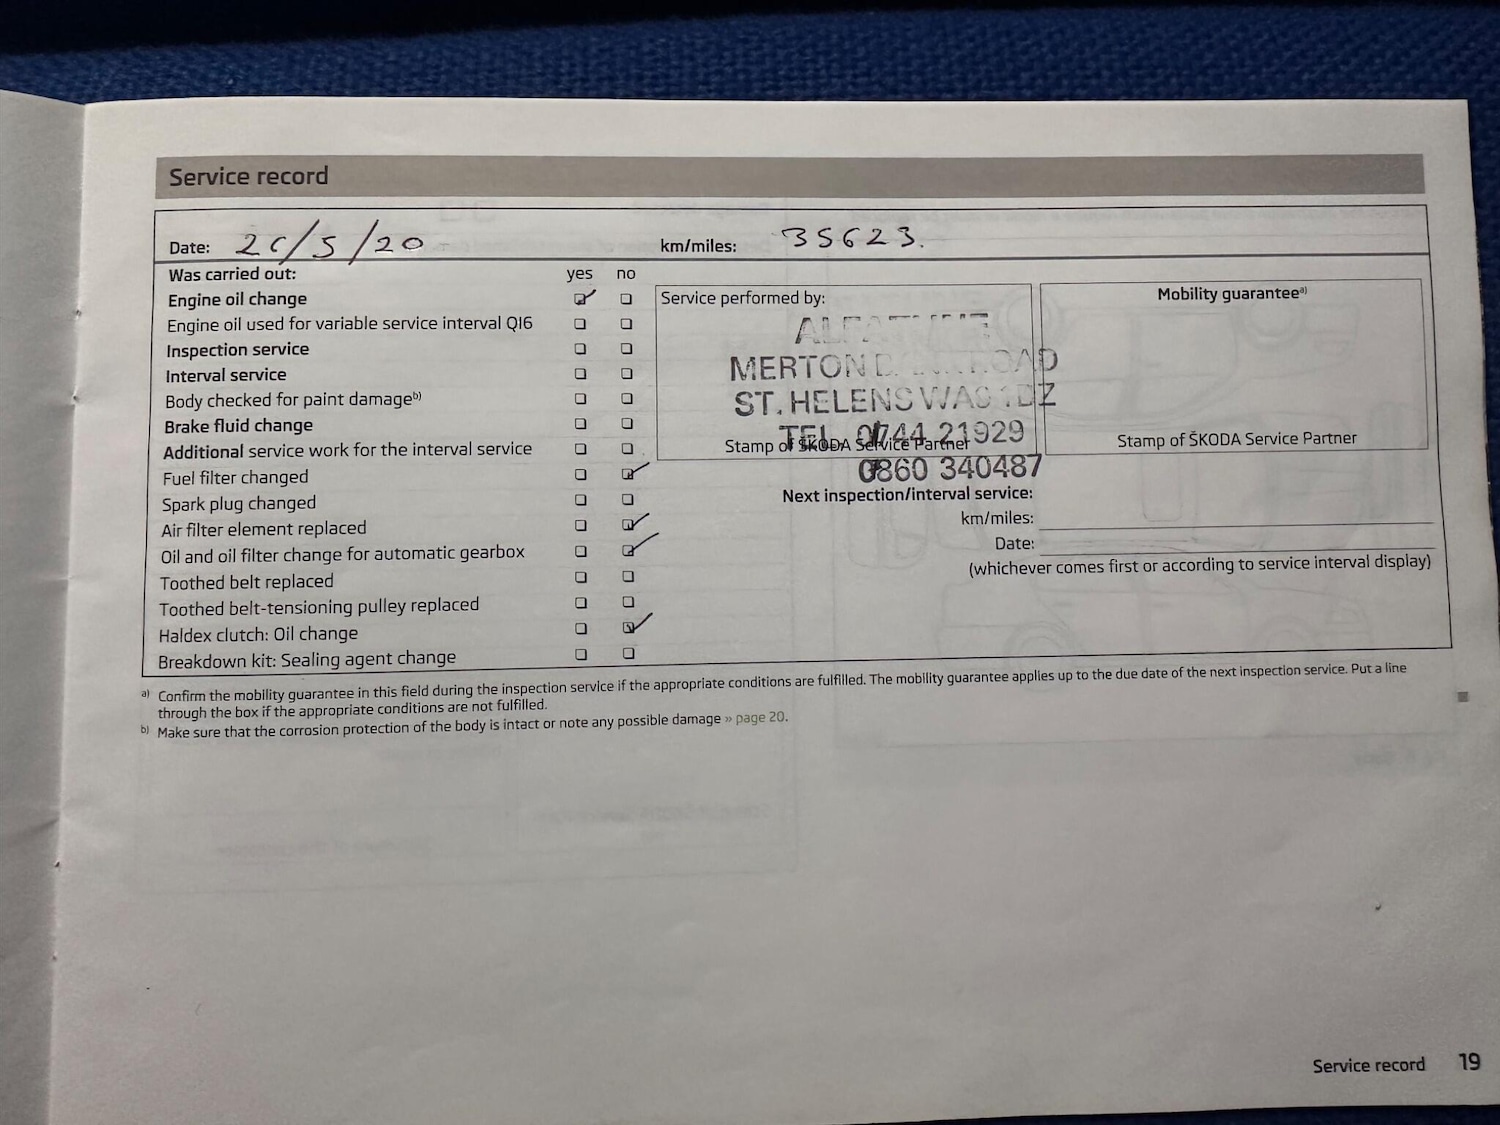 Service record
Date: 26/5/20 km/miles: 35623.
Was carried out: yes no
Engine oil change
Engine oil used for variable service interval QI6
Inspection service
Interval service
Body checked for paint damage b)
Brake fluid change
Additional service work for the interval service
Fuel filter changed
Spark plug changed
Air filter element replaced
Oil and oil filter change for automatic gearbox
Toothed belt replaced
Toothed belt-tensioning pulley replaced
Haldex clutch: Oil change
Breakdown kit: Sealing agent change
Service performed by:
MERTON ROAD
ST. HELENS
TEL. 01744 21929
Stamp of ŠKODA Service Partner
0860 340487
Mobility guarantee a)
Stamp of ŠKODA Service Partner
Next inspection/interval service:
km/miles:
Date:
(whichever comes first or according to service interval display)
a) Confirm the mobility guarantee in this field during the inspection service if the appropriate conditions are fulfilled. The mobility guarantee applies up to the due date of the next inspection service. Put a line
through the box if the appropriate conditions are not fulfilled.
b) Make sure that the corrosion protection of the body is intact or note any possible damage » page 20.
Service record 19